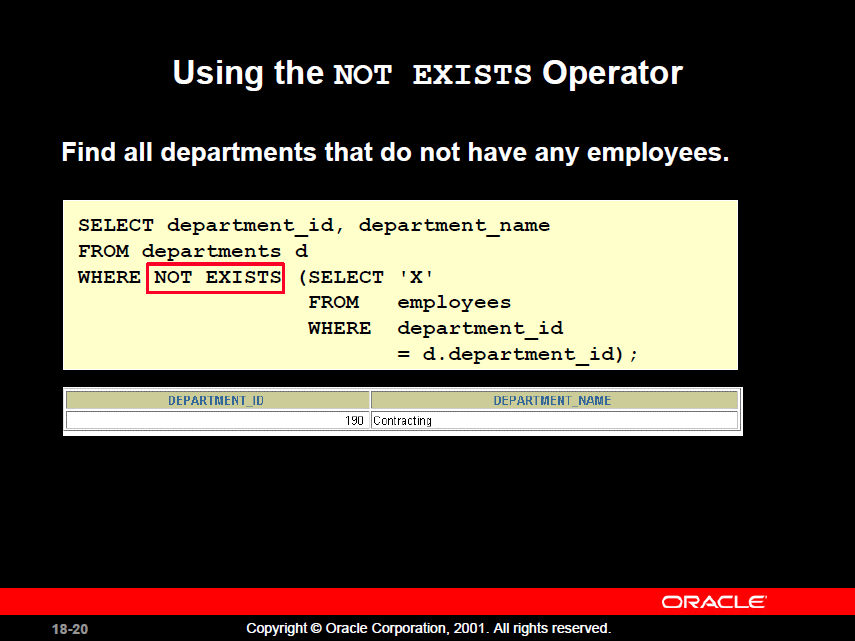 Using the NOT EXISTS Operator
Find all departments that do not have any employees.
SELECT department_id, department_name
FROM departments d
WHERE NOT EXISTS (SELECT 'X'
FROM employees
WHERE department_id
= d.department_id);
DEPARTMENT_ID DEPARTMENT_NAME
190 Contracting
ORACLE
18-20 Copyright © Oracle Corporation, 2001. All rights reserved.